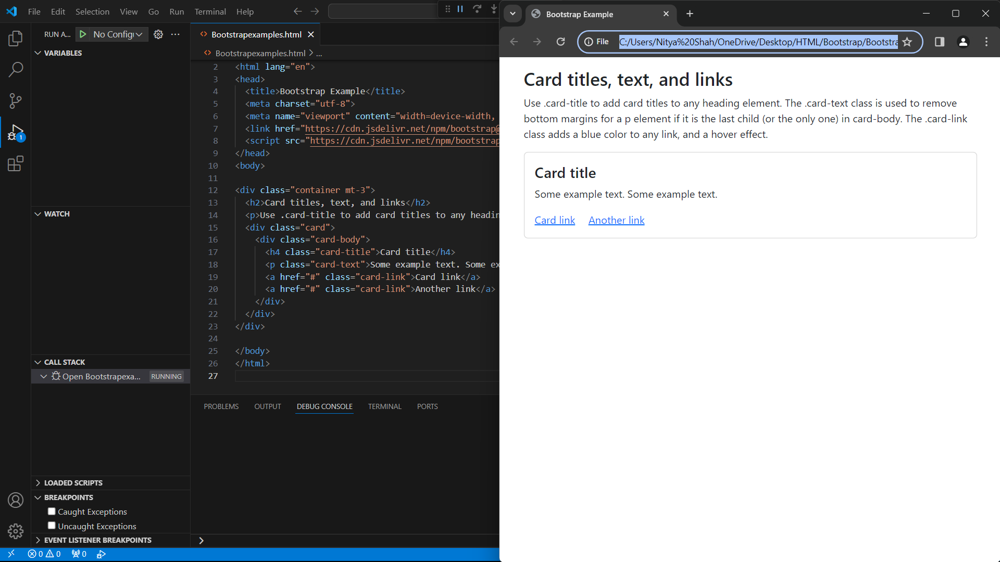 File Edit Selection View Go Run Terminal Help
RUN A... No Config
VARIABLES
WATCH
CALL STACK
Open Bootstrapexa... RUNNING
LOADED SCRIPTS
BREAKPOINTS
Caught Exceptions
Uncaught Exceptions
EVENT LISTENER BREAKPOINTS
Bootstrapexamples.html
Bootstrapexamples.html > ...
2 <html lang="en">
3 <head>
4 <title>Bootstrap Example</title>
5 <meta charset="utf-8">
6 <meta name="viewport" content="width=device-width,
7 <link href="https://cdn.jsdelivr.net/npm/bootstrap@
8 <script src="https://cdn.jsdelivr.net/npm/bootstrap
9 </head>
10 <body>
11
12 <div class="container mt-3">
13 <h2>Card titles, text, and links</h2>
14 <p>Use .card-title to add card titles to any headin
15 <div class="card">
16 <div class="card-body">
17 <h4 class="card-title">Card title</h4>
18 <p class="card-text">Some example text. Some ex
19 <a href="#" class="card-link">Card link</a>
20 <a href="#" class="card-link">Another link</a>
21 </div>
22 </div>
23 </div>
24
25 </body>
26 </html>
27
PROBLEMS OUTPUT DEBUG CONSOLE TERMINAL PORTS
1
0 0 0
Bootstrap Example
File C:/Users/Nitya%20Shah/OneDrive/Desktop/HTML/Bootstrap/Bootstra
Card titles, text, and links
Use .card-title to add card titles to any heading element. The .card-text class is used to remove
bottom margins for a p element if it is the last child (or the only one) in card-body. The .card-link
class adds a blue color to any link, and a hover effect.
Card title
Some example text. Some example text.
Card link Another link